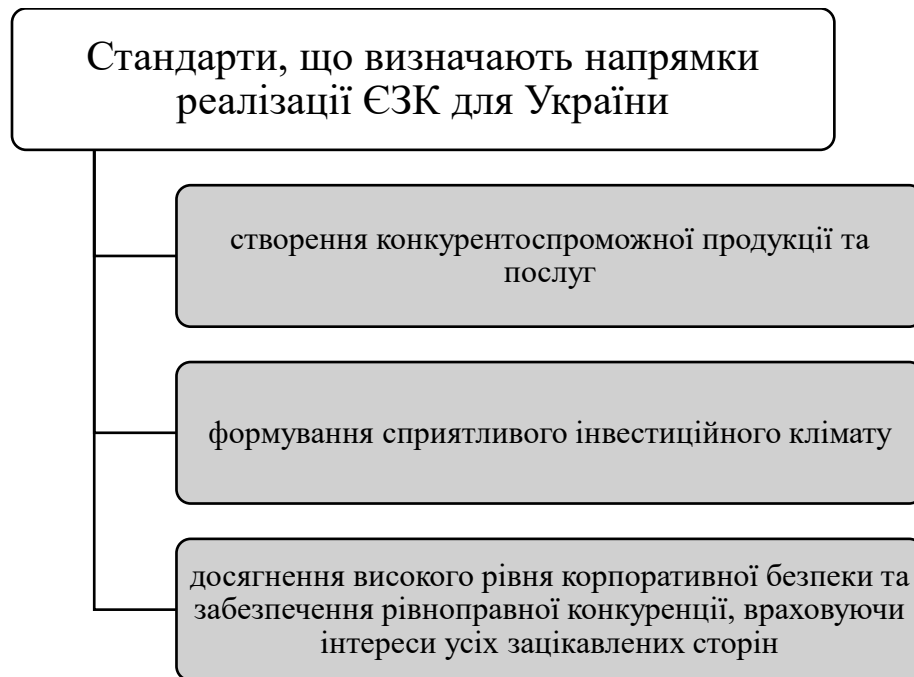 Стандарти, що визначають напрямки
реалізації ЄЗК для України
створення конкурентоспроможної продукції та
послуг
формування сприятливого інвестиційного клімату
досягнення високого рівня корпоративної безпеки та
забезпечення рівноправної конкуренції, враховуючи
інтереси усіх зацікавлених сторін